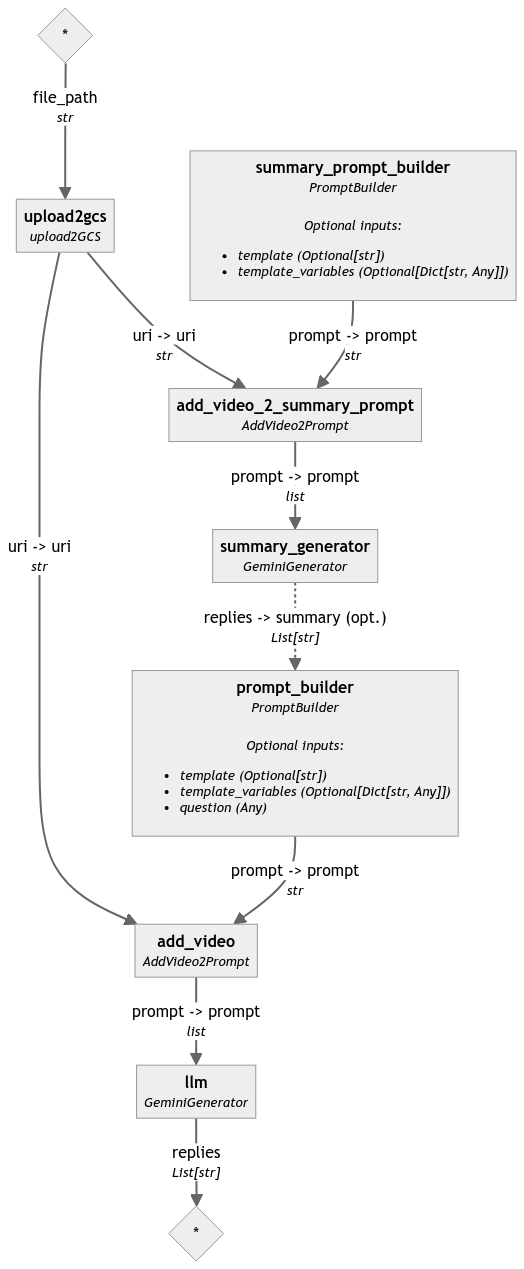 *
file_path
str
upload2gcs
upload2GCS
summary_prompt_builder
PromptBuilder
Optional inputs:
• template (Optional[str])
• template_variables (Optional[Dict[str, Any]])
uri -> uri
str
prompt -> prompt
str
add_video_2_summary_prompt
AddVideo2Prompt
prompt -> prompt
list
summary_generator
GeminiGenerator
uri -> uri
str
replies -> summary (opt.)
List[str]
prompt_builder
PromptBuilder
Optional inputs:
• template (Optional[str])
• template_variables (Optional[Dict[str, Any]])
• question (Any)
prompt -> prompt
str
add_video
AddVideo2Prompt
prompt -> prompt
list
llm
GeminiGenerator
replies
List[str]
*